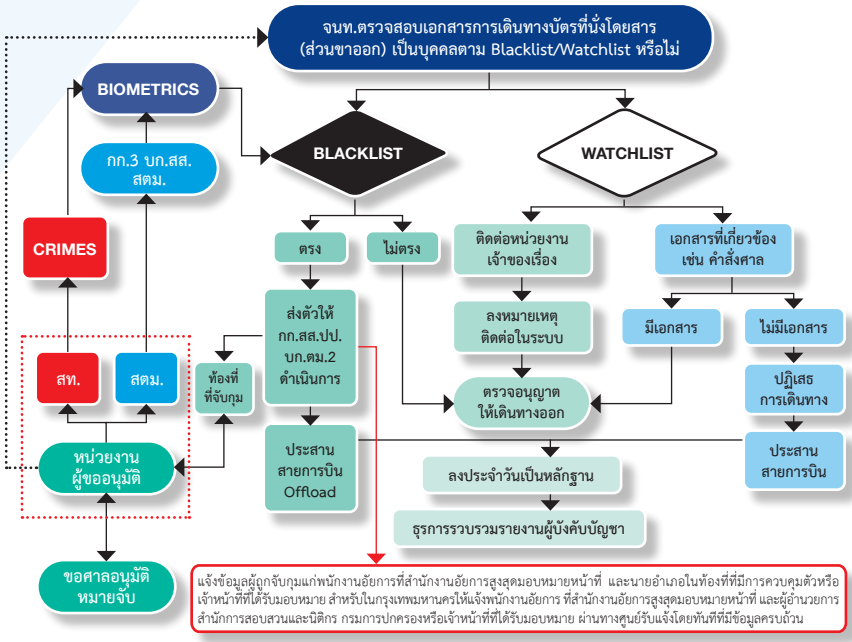 จนท.ตรวจสอบเอกสารการเดินทางบัตรที่นั่งโดยสาร
(ส่วนขาออก) เป็นบุคคลตาม Blacklist/Watchlist หรือไม่
BIOMETRICS
BLACKLIST
WATCHLIST
กก.3 บก.สส.
สตม.
CRIMES
ตรง
ไม่ตรง
ติดต่อหน่วยงาน
เจ้าของเรื่อง
เอกสารที่เกี่ยวข้อง
เช่น คำสั่งศาล
ส่งตัวให้
กก.สส.ปป.
บก.ตม.2
ดำเนินการ
ลงหมายเหตุ
ติดต่อในระบบ
มีเอกสาร
ไม่มีเอกสาร
สท.
สตม.
ท้องที่
ที่จับกุม
ตรวจอนุญาต
ให้เดินทางออก
ปฏิเสธ
การเดินทาง
หน่วยงาน
ผู้ขออนุมัติ
ประสาน
สายการบิน
Offload
ประสาน
สายการบิน
ลงประจำวันเป็นหลักฐาน
ธุรการรวบรวมรายงานผู้บังคับบัญชา
ขอศาลอนุมัติ
หมายจับ
แจ้งข้อมูลผู้ถูกจับกุมแก่พนักงานอัยการที่สำนักงานอัยการสูงสุดมอบหมายหน้าที่ และนายอำเภอในท้องที่ที่มีการควบคุมตัวหรือ
เจ้าหน้าที่ที่ได้รับมอบหมาย สำหรับในกรุงเทพมหานครให้แจ้งพนักงานอัยการ ที่สำนักงานอัยการสูงสุดมอบหมายหน้าที่ และผู้อำนวยการ
สำนักการสอบสวนและนิติกร กรมการปกครองหรือเจ้าหน้าที่ที่ได้รับมอบหมาย ผ่านทางศูนย์รับแจ้งโดยทันทีที่มีข้อมูลครบถ้วน